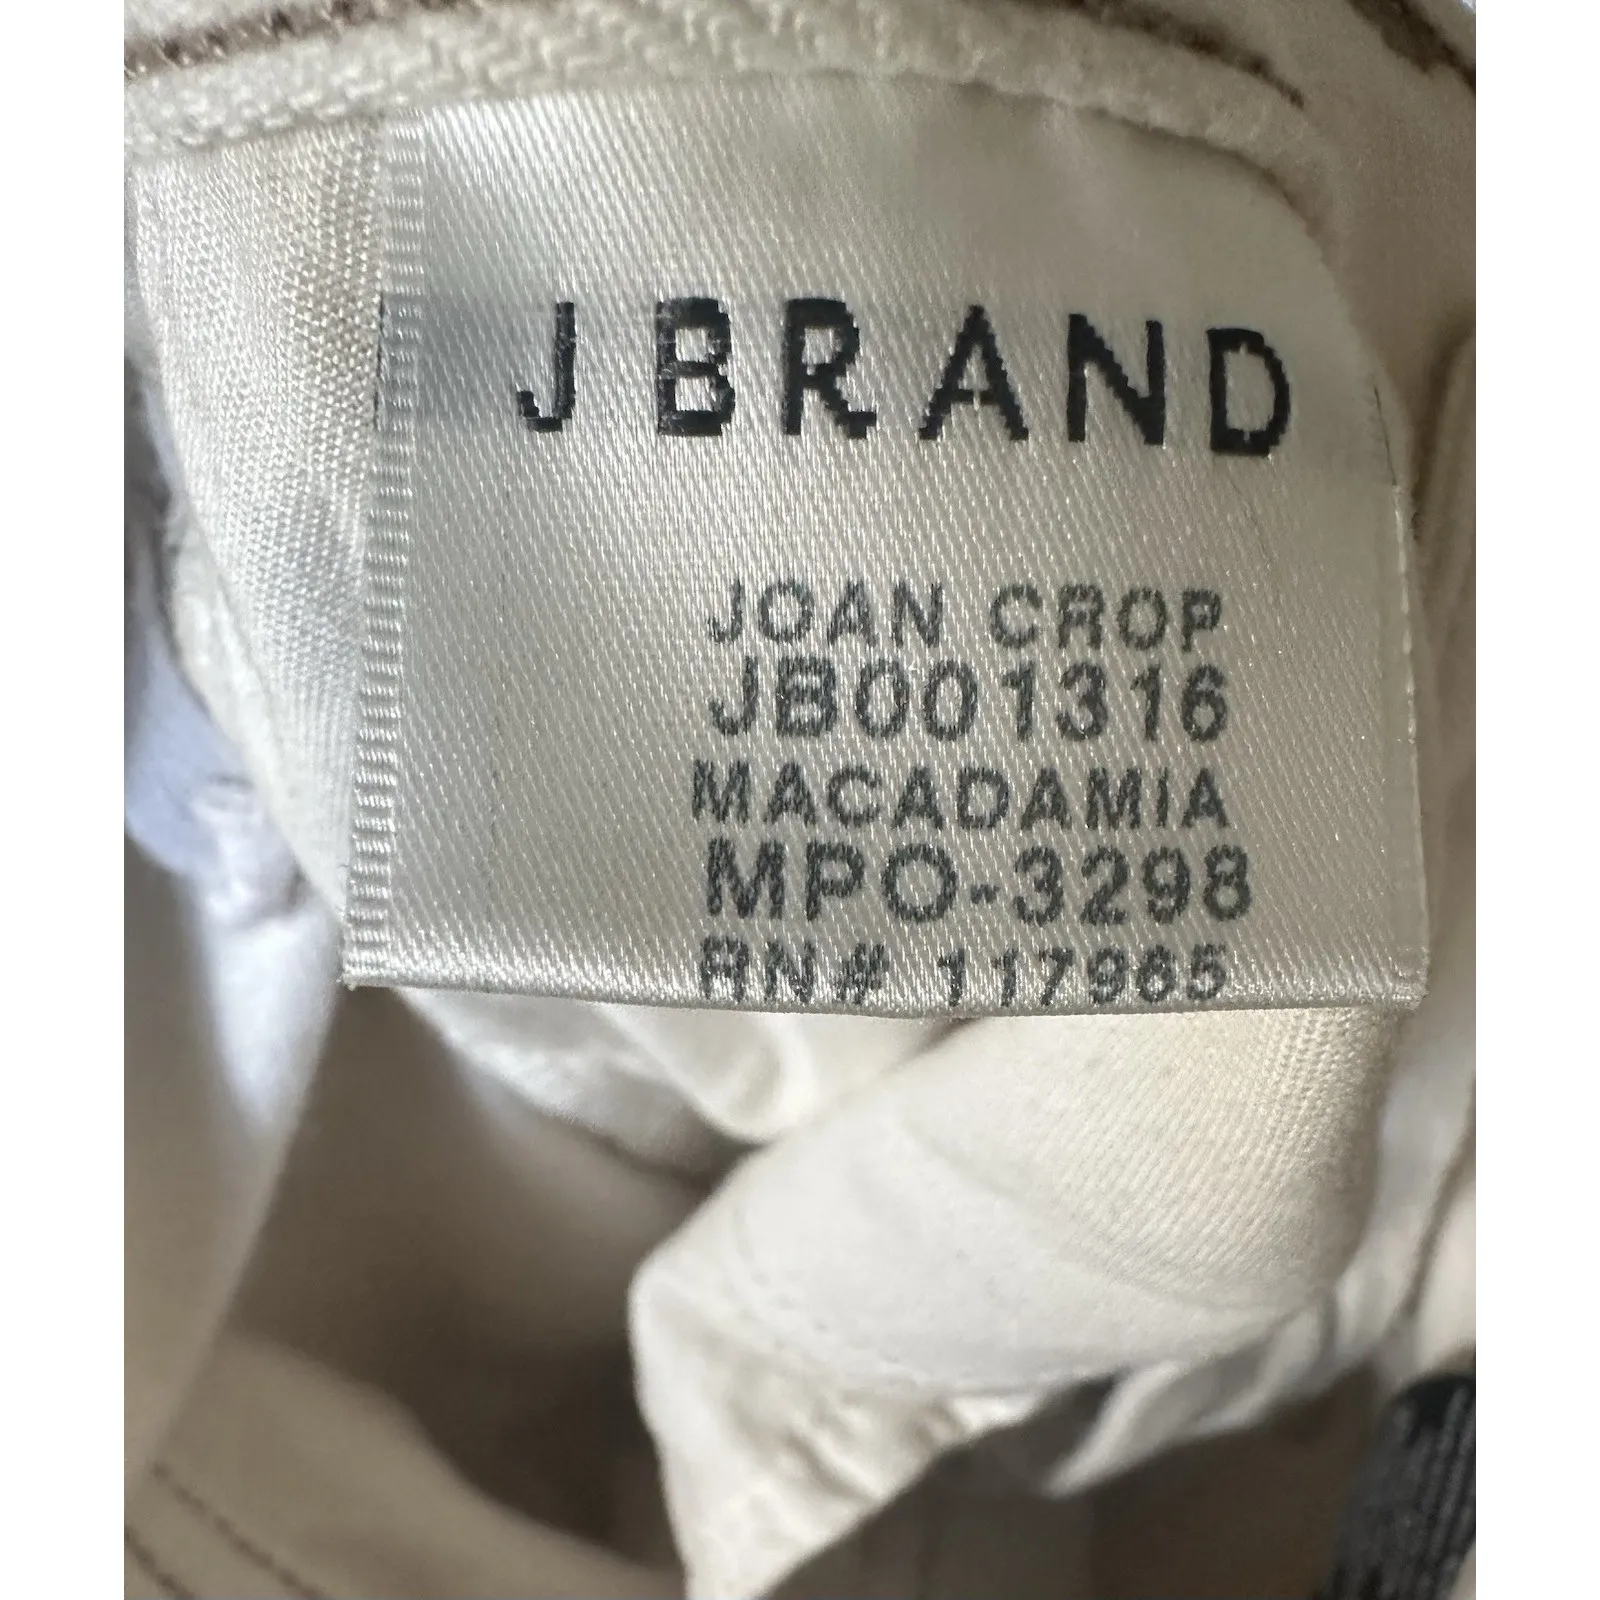 J BRAND
JOAN CROP
JB001316
MACADAMIA
MPO-3298
RN# 117965